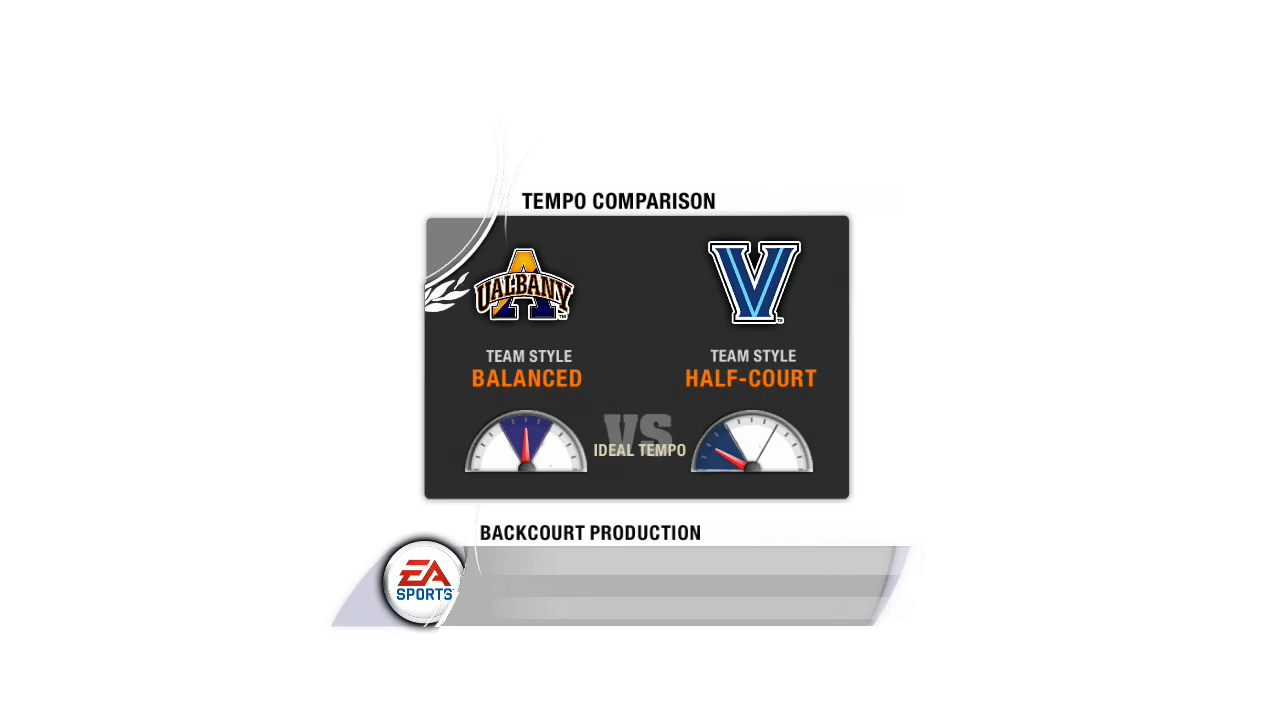 TEMPO COMPARISON
UALBANY
V
TEAM STYLE
BALANCED
TEAM STYLE
HALF-COURT
VS
IDEAL TEMPO
BACKCOURT PRODUCTION
EA
SPORTS